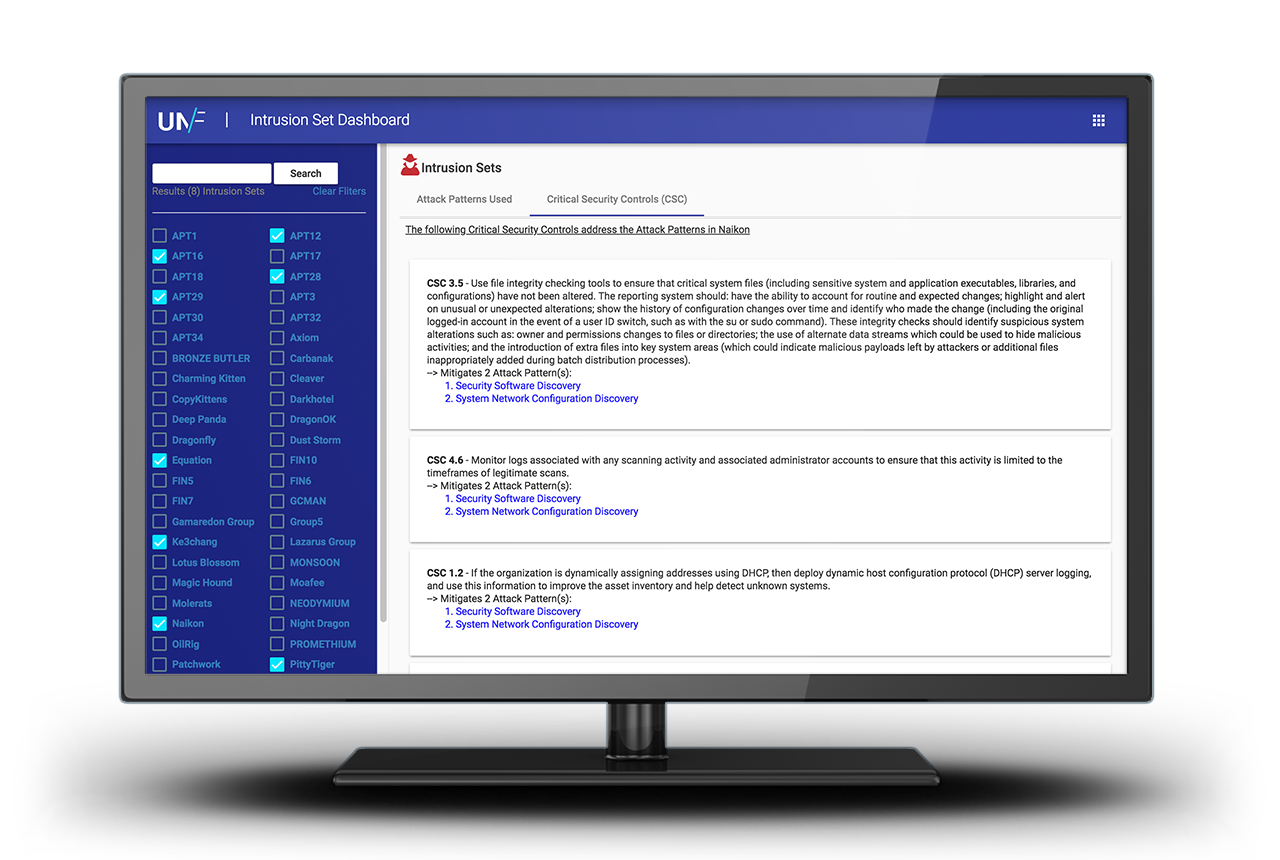 UNF | Intrusion Set Dashboard
Search
Results (8) Intrusion Sets Clear Fliters
APT1 APT12
APT16 APT17
APT18 APT28
APT29 APT3
APT30 APT32
APT34 Axiom
BRONZE BUTLER Carbanak
Charming Kitten Cleaver
CopyKittens Darkhotel
Deep Panda DragonOK
Dragonfly Dust Storm
Equation FIN10
FIN5 FIN6
FIN7 GCMAN
Gamaredon Group Group5
Ke3chang Lazarus Group
Lotus Blossom MONSOON
Magic Hound Moafee
Molerats NEODYMIUM
Naikon Night Dragon
OilRig PROMETHIUM
Patchwork PittyTiger
Intrusion Sets
Attack Patterns Used Critical Security Controls (CSC)
The following Critical Security Controls address the Attack Patterns in Naikon
CSC 3.5 - Use file integrity checking tools to ensure that critical system files (including sensitive system and application executables, libraries, and
configurations) have not been altered. The reporting system should: have the ability to account for routine and expected changes; highlight and alert
on unusual or unexpected alterations; show the history of configuration changes over time and identify who made the change (including the original
logged-in account in the event of a user ID switch, such as with the su or sudo command). These integrity checks should identify suspicious system
alterations such as: owner and permissions changes to files or directories; the use of alternate data streams which could be used to hide malicious
activities; and the introduction of extra files into key system areas (which could indicate malicious payloads left by attackers or additional files
inappropriately added during batch distribution processes).
--> Mitigates 2 Attack Pattern(s):
1. Security Software Discovery
2. System Network Configuration Discovery
CSC 4.6 - Monitor logs associated with any scanning activity and associated administrator accounts to ensure that this activity is limited to the
timeframes of legitimate scans.
--> Mitigates 2 Attack Pattern(s):
1. Security Software Discovery
2. System Network Configuration Discovery
CSC 1.2 - If the organization is dynamically assigning addresses using DHCP, then deploy dynamic host configuration protocol (DHCP) server logging,
and use this information to improve the asset inventory and help detect unknown systems.
--> Mitigates 2 Attack Pattern(s):
1. Security Software Discovery
2. System Network Configuration Discovery